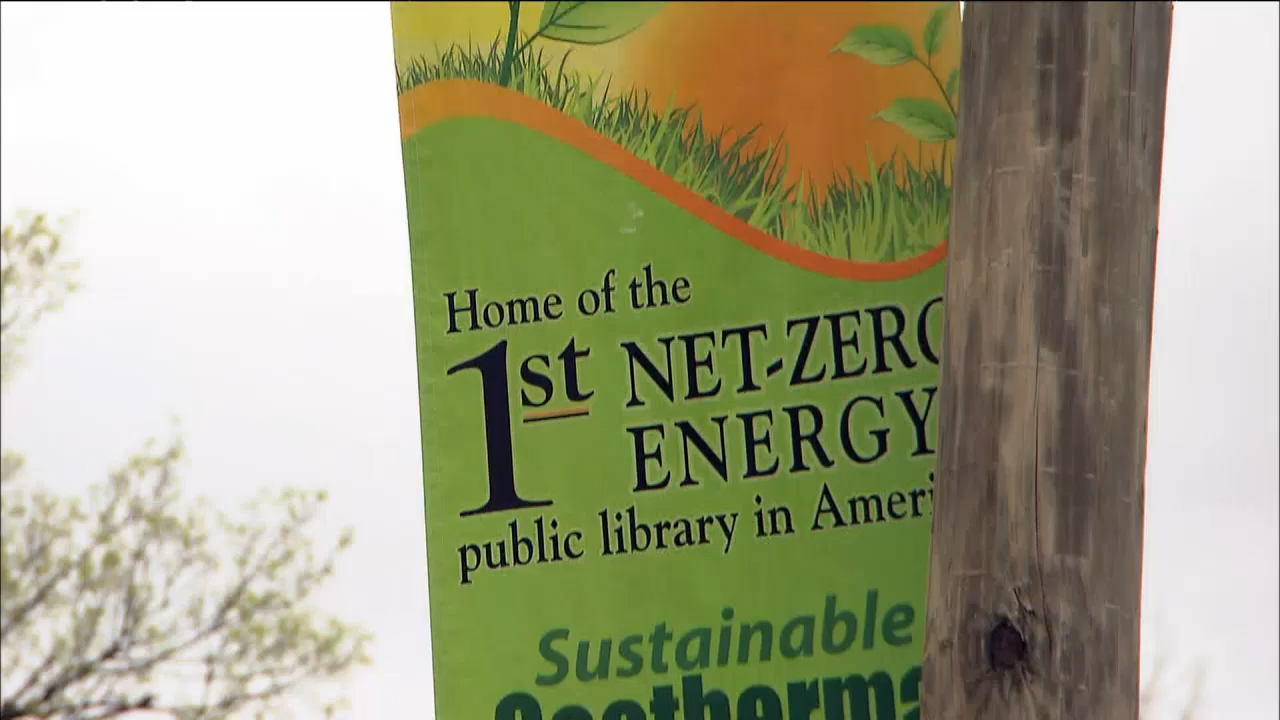 Home of the
1st NET-ZERO
ENERGY
public library in Ameri
Sustainable
Geotherma